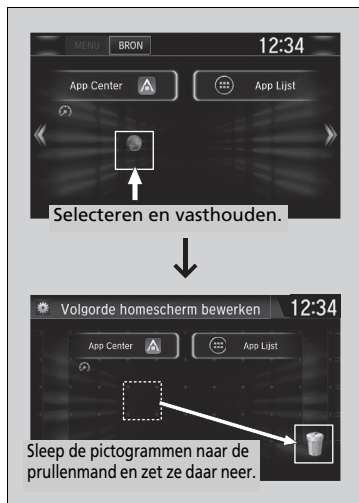 MENU BRON 12:34
App Center App Lijst
Selecteren en vasthouden.
Volgorde homescherm bewerken 12:34
App Center App Lijst
Sleep de pictogrammen naar de
prullenmand en zet ze daar neer.